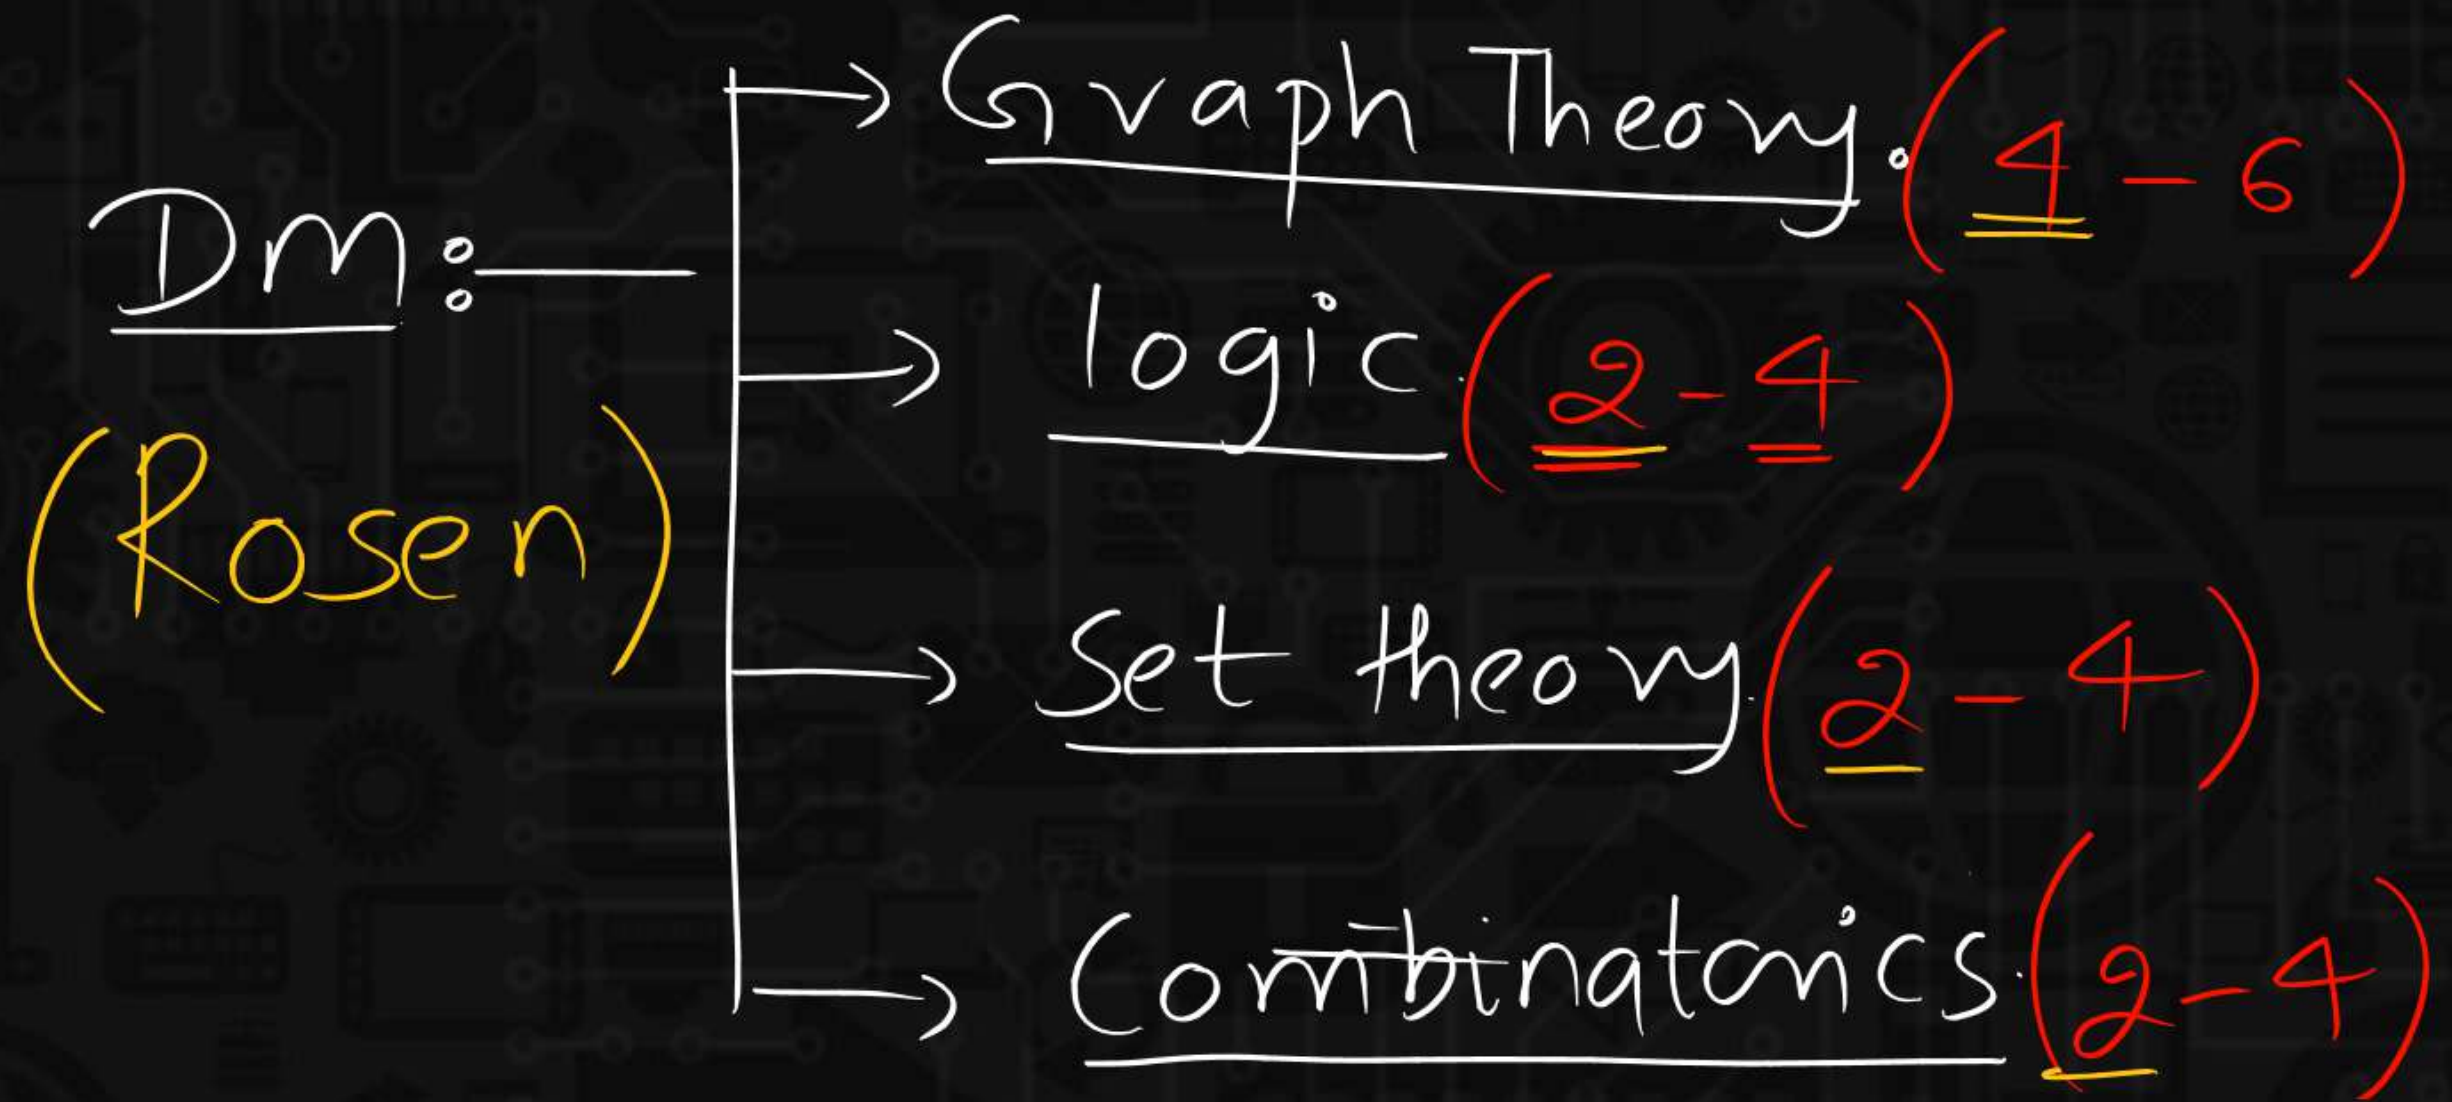 Dm:
(Rosen)
Graph Theory. (4-6)
logic. (2-4)
Set theory. (2-4)
Combinatorics. (2-4)